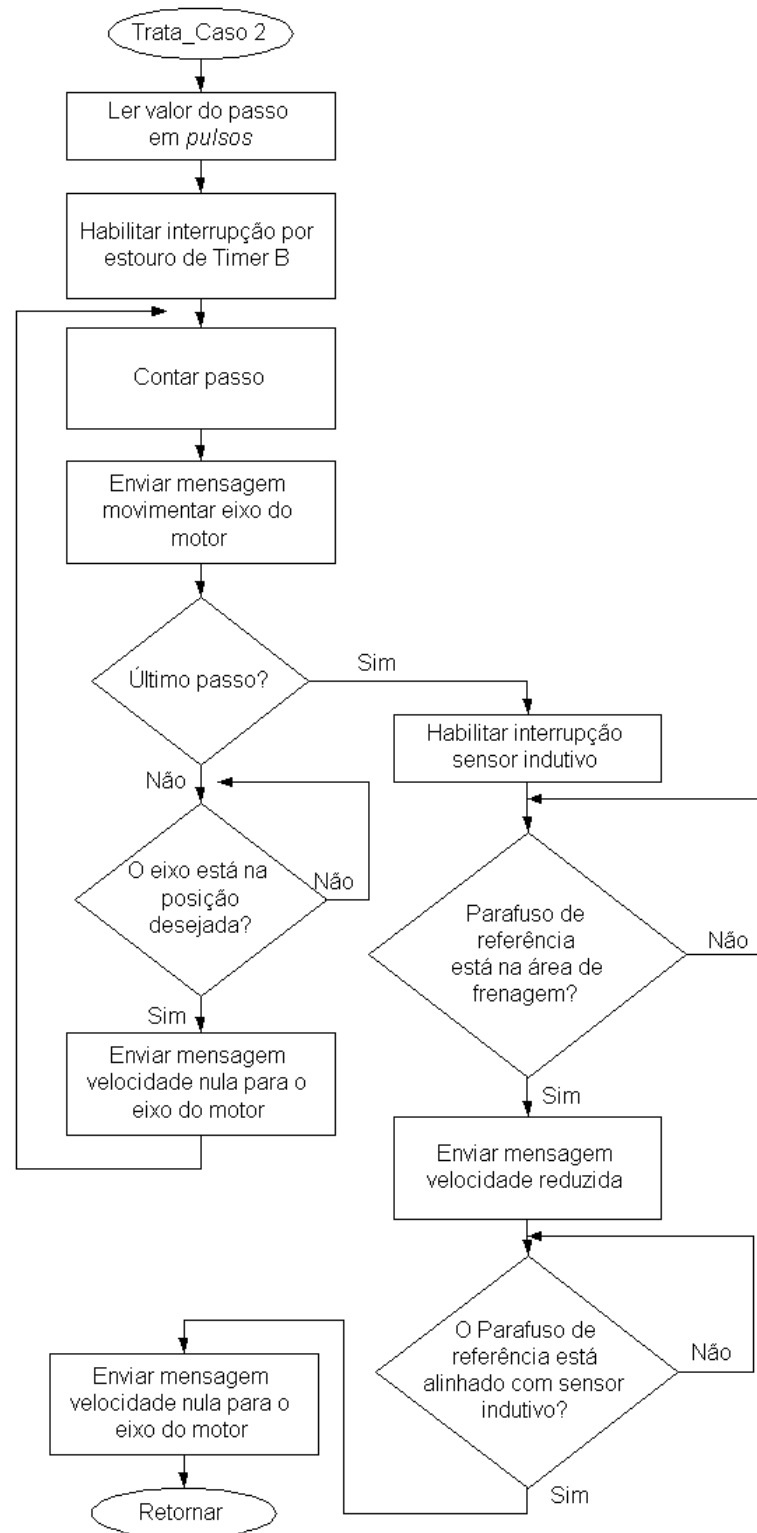 Trata_Caso 2
Ler valor do passo
em pulsos
Habilitar interrupção por
estouro de Timer B
Contar passo
Enviar mensagem
movimentar eixo do
motor
Último passo?
Sim
Não
Habilitar interrupção
sensor indutivo
O eixo está na
posição
desejada?
Não
Sim
Parafuso de
referência
está na área de
frenagem?
Não
Sim
Enviar mensagem
velocidade nula para o
eixo do motor
Enviar mensagem
velocidade reduzida
O Parafuso de
referência está
alinhado com sensor
indutivo?
Não
Sim
Enviar mensagem
velocidade nula para o
eixo do motor
Retornar